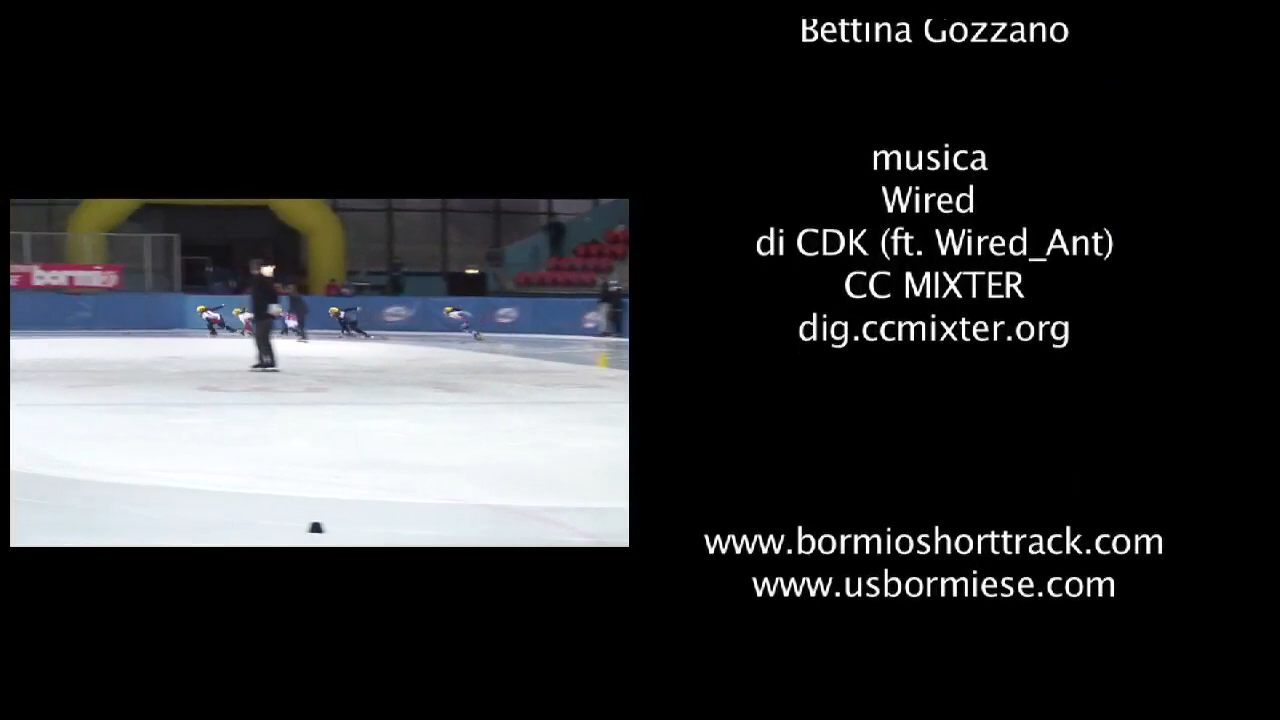 Bettina Gozzano
musica
Wired
di CDK (ft. Wired_Ant)
CC MIXTER
dig.ccmixter.org
bormio
www.bormioshorttrack.com
www.usbormiese.com